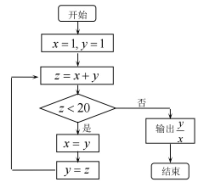 开始
x=1, y=1
z=x+y
z<20
否
是
x=y
输出 y/x
y=z
结束